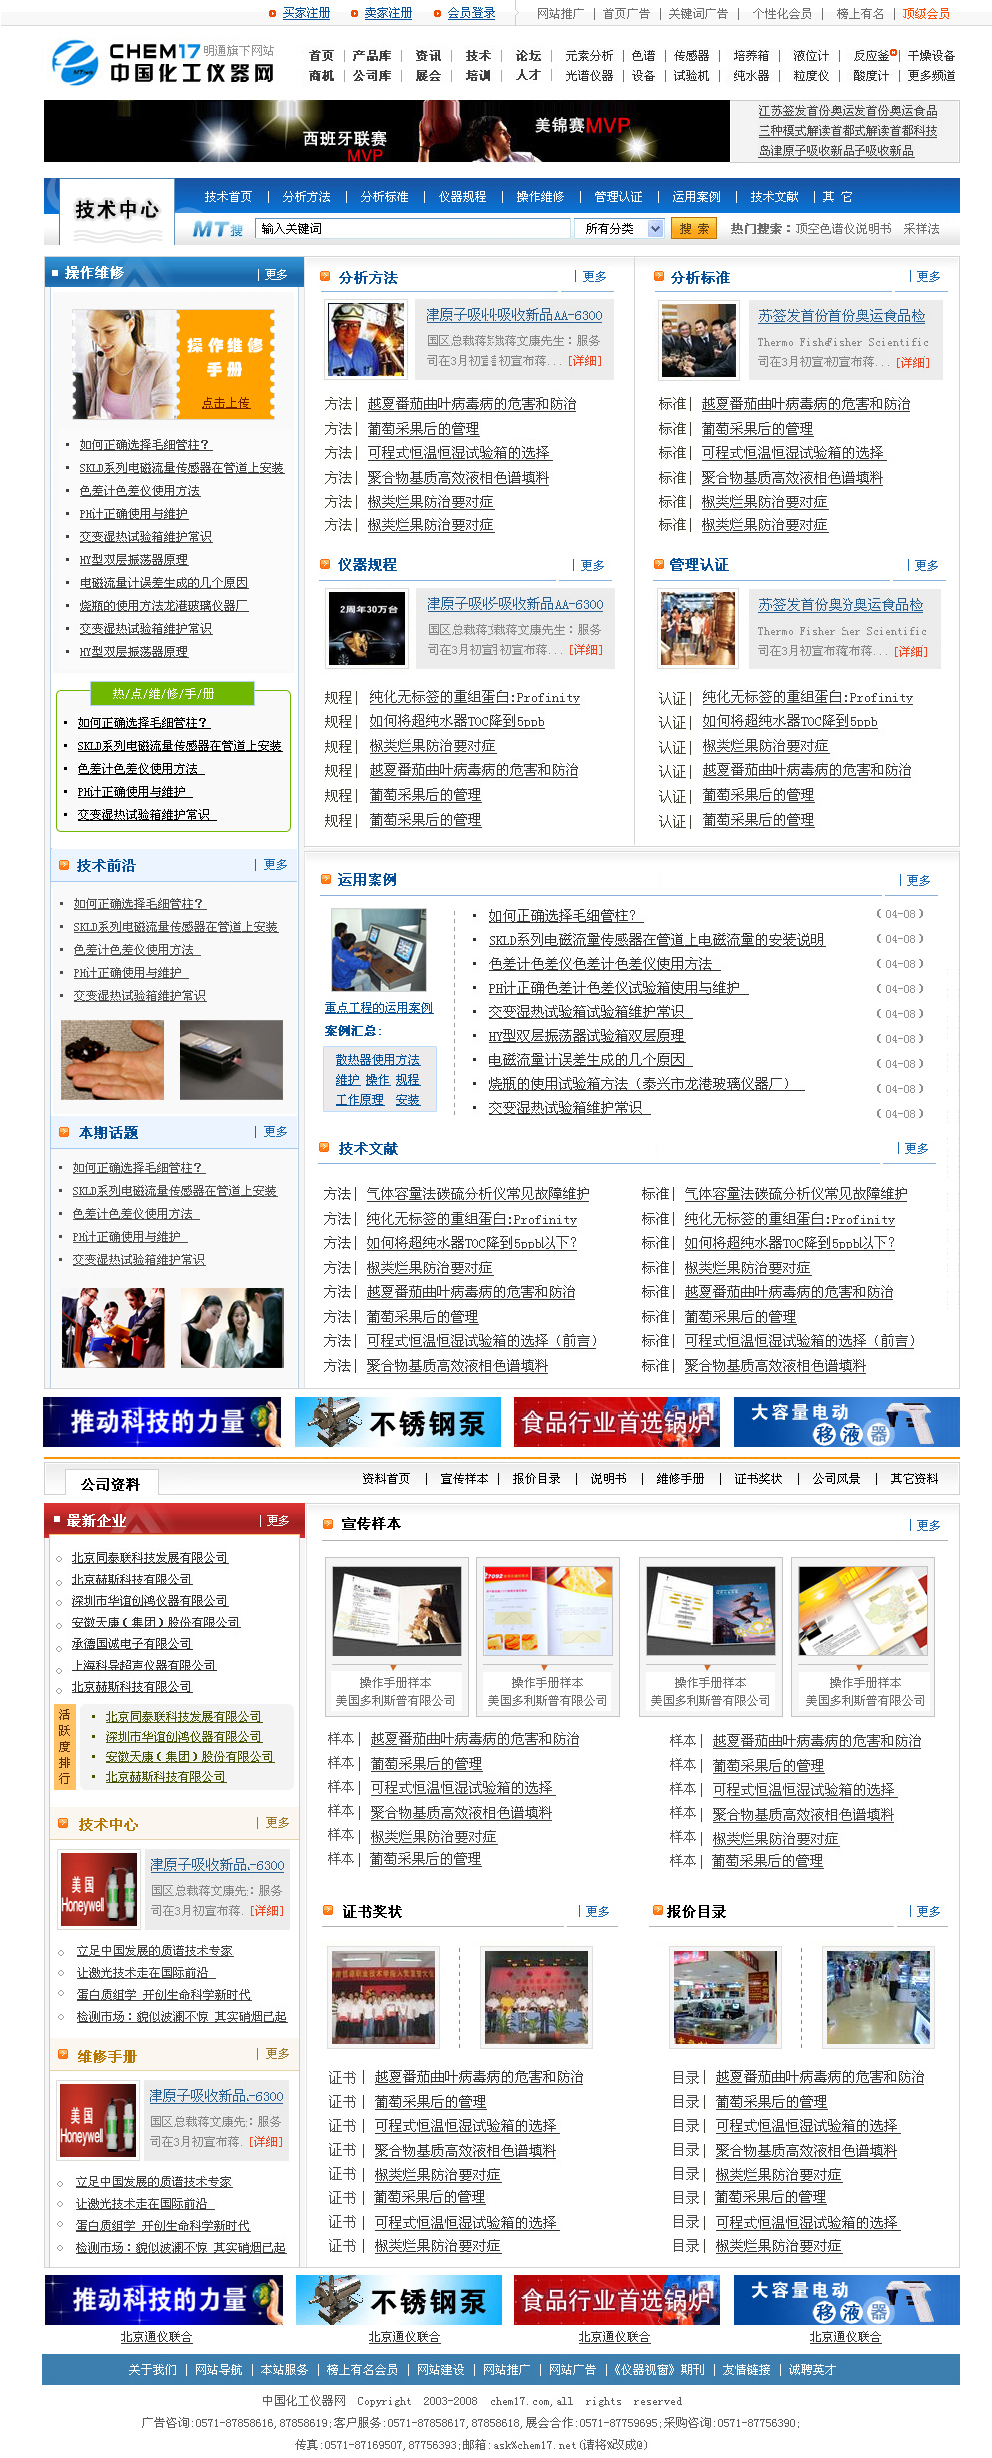 买家注册 卖家注册 会员登录 网站推广 | 首页广告 | 关键词广告 | 个性化会员 | 榜上有名 | 顶级会员
CHEM17 明通旗下网站
中国化工仪器网
首页 | 产品库 | 资讯 | 技术 | 论坛 | 元素分析 | 色谱 | 传感器 | 培养箱 | 液位计 | 反应釜 | 干燥设备
商机 | 公司库 | 展会 | 培训 | 人才 | 光谱仪器 | 设备 | 试验机 | 纯水器 | 粒度仪 | 酸度计 | 更多频道
西班牙联赛
MVP
美锦赛MVP
江苏签发首份奥运发首份奥运食品
三种模式解读首都式解读首都科技
岛津原子吸收新品子吸收新品
技术中心
技术首页 | 分析方法 | 分析标准 | 仪器规程 | 操作维修 | 管理认证 | 运用案例 | 技术文献 | 其 它
MT搜 输入关键词 所有分类 搜 索 热门搜索：顶空色谱仪说明书 采样法
操作维修 | 更多
操作维修
手册
点击上传
如何正确选择毛细管柱？
SKLD系列电磁流量传感器在管道上安装
色差计色差仪使用方法
PH计正确使用与维护
交变湿热试验箱维护常识
HY型双层振荡器原理
电磁流量计误差生成的几个原因
烧瓶的使用方法龙港玻璃仪器厂
交变湿热试验箱维护常识
HY型双层振荡器原理
热/点/维/修/手/册
如何正确选择毛细管柱？
SKLD系列电磁流量传感器在管道上安装
色差计色差仪使用方法
PH计正确使用与维护
交变湿热试验箱维护常识
技术前沿 | 更多
如何正确选择毛细管柱？
SKLD系列电磁流量传感器在管道上安装
色差计色差仪使用方法
PH计正确使用与维护
交变湿热试验箱维护常识
本期话题 | 更多
如何正确选择毛细管柱？
SKLD系列电磁流量传感器在管道上安装
色差计色差仪使用方法
PH计正确使用与维护
交变湿热试验箱维护常识
分析方法 | 更多
津原子吸收吸收新品AA-6300
司在3月初 初宣布蒋... [详细]
方法| 越夏番茄曲叶病毒病的危害和防治
方法| 葡萄采果后的管理
方法| 可程式恒温恒湿试验箱的选择
方法| 聚合物基质高效液相色谱填料
方法| 椒类烂果防治要对症
方法| 椒类烂果防治要对症
分析标准 | 更多
苏签发首份首份奥运食品检
Thermo Fisher Scientific
司在3月初宣初宣布蒋... [详细]
标准| 越夏番茄曲叶病毒病的危害和防治
标准| 葡萄采果后的管理
标准| 可程式恒温恒湿试验箱的选择
标准| 聚合物基质高效液相色谱填料
标准| 椒类烂果防治要对症
标准| 椒类烂果防治要对症
仪器规程 | 更多
2周年30万台
津原子吸收吸收新品AA-6300
司在3月初宣 初宣布蒋... [详细]
规程| 纯化无标签的重组蛋白:Profinity
规程| 如何将超纯水器TOC降到5ppb
规程| 椒类烂果防治要对症
规程| 越夏番茄曲叶病毒病的危害和防治
规程| 葡萄采果后的管理
规程| 葡萄采果后的管理
管理认证 | 更多
苏签发首份奥 奥运食品检
Thermo Fisher her Scientific
司在3月初宣布 布蒋... [详细]
认证| 纯化无标签的重组蛋白:Profinity
认证| 如何将超纯水器TOC降到5ppb
认证| 椒类烂果防治要对症
认证| 越夏番茄曲叶病毒病的危害和防治
认证| 葡萄采果后的管理
认证| 葡萄采果后的管理
运用案例 | 更多
重点工程的运用案例
案例汇总：
散热器使用方法
维护 操作 规程
工作原理 安装
如何正确选择毛细管柱？ （04-08）
SKLD系列电磁流量传感器在管道上电磁流量的安装说明 （04-08）
色差计色差仪色差计色差仪使用方法 （04-08）
PH计正确色差计色差仪试验箱使用与维护 （04-08）
交变湿热试验箱试验箱维护常识 （04-08）
HY型双层振荡器试验箱双层原理 （04-08）
电磁流量计误差生成的几个原因 （04-08）
烧瓶的使用试验箱方法（泰兴市龙港玻璃仪器厂） （04-08）
交变湿热试验箱维护常识 （04-08）
技术文献 | 更多
方法| 气体容量法碳硫分析仪常见故障维护
方法| 纯化无标签的重组蛋白:Profinity
方法| 如何将超纯水器TOC降到5ppb以下？
方法| 椒类烂果防治要对症
方法| 越夏番茄曲叶病毒病的危害和防治
方法| 葡萄采果后的管理
方法| 可程式恒温恒湿试验箱的选择（前言）
方法| 聚合物基质高效液相色谱填料
标准| 气体容量法碳硫分析仪常见故障维护
标准| 纯化无标签的重组蛋白:Profinity
标准| 如何将超纯水器TOC降到5ppb以下？
标准| 椒类烂果防治要对症
标准| 越夏番茄曲叶病毒病的危害和防治
标准| 葡萄采果后的管理
标准| 可程式恒温恒湿试验箱的选择（前言）
标准| 聚合物基质高效液相色谱填料
推动科技的力量 不锈钢泵 食品行业首选锅炉 大容量电动
移液器
公司资料 资料首页 | 宣传样本 | 报价目录 | 说明书 | 维修手册 | 证书奖状 | 公司风景 | 其它资料
最新企业 | 更多
北京同泰联科技发展有限公司
北京赫斯科技有限公司
深圳市华谊创鸿仪器有限公司
安徽天康（集团）股份有限公司
承德国诚电子有限公司
上海科导超声仪器有限公司
北京赫斯科技有限公司
活跃度排行
北京同泰联科技发展有限公司
深圳市华谊创鸿仪器有限公司
安徽天康（集团）股份有限公司
北京赫斯科技有限公司
技术中心 | 更多
美国
Honeywell
津原子吸收新品.-6300
国区总裁蒋文康先：服务
司在3月初宣布蒋. [详细]
立足中国发展的质谱技术专家
让激光技术走在国际前沿
蛋白质组学 开创生命科学新时代
检测市场：貌似波澜不惊 其实硝烟已起
维修手册 | 更多
美国
Honeywell
津原子吸收新品.-6300
国区总裁蒋文康先：服务
司在3月初宣布蒋. [详细]
立足中国发展的质谱技术专家
让激光技术走在国际前沿
蛋白质组学 开创生命科学新时代
检测市场：貌似波澜不惊 其实硝烟已起
宣传样本 | 更多
7092
操作手册样本 操作手册样本 操作手册样本 操作手册样本
美国多利斯普有限公司 美国多利斯普有限公司 美国多利斯普有限公司 美国多利斯普有限公司
样本| 越夏番茄曲叶病毒病的危害和防治
样本| 葡萄采果后的管理
样本| 可程式恒温恒湿试验箱的选择
样本| 聚合物基质高效液相色谱填料
样本| 椒类烂果防治要对症
样本| 葡萄采果后的管理
样本| 越夏番茄曲叶病毒病的危害和防治
样本| 葡萄采果后的管理
样本| 可程式恒温恒湿试验箱的选择
样本| 聚合物基质高效液相色谱填料
样本| 椒类烂果防治要对症
样本| 葡萄采果后的管理
证书奖状 | 更多
证书| 越夏番茄曲叶病毒病的危害和防治
证书| 葡萄采果后的管理
证书| 可程式恒温恒湿试验箱的选择
证书| 聚合物基质高效液相色谱填料
证书| 椒类烂果防治要对症
证书| 葡萄采果后的管理
证书| 可程式恒温恒湿试验箱的选择
证书| 椒类烂果防治要对症
报价目录 | 更多
目录| 越夏番茄曲叶病毒病的危害和防治
目录| 葡萄采果后的管理
目录| 可程式恒温恒湿试验箱的选择
目录| 聚合物基质高效液相色谱填料
目录| 椒类烂果防治要对症
目录| 葡萄采果后的管理
目录| 可程式恒温恒湿试验箱的选择
目录| 椒类烂果防治要对症
推动科技的力量 不锈钢泵 食品行业首选锅炉 大容量电动
移液器
北京通仪联合 北京通仪联合 北京通仪联合 北京通仪联合
关于我们 | 网站导航 | 本站服务 | 榜上有名会员 | 网站建设 | 网站推广 | 网站广告 |《仪器视窗》期刊 | 友情链接 | 诚聘英才
中国化工仪器网 Copyright 2003-2008 chem17.com,all rights reserved
广告咨询:0571-87858616,87858619;客户服务:0571-87858617,87858618,展会合作:0571-87759695;采购咨询:0571-87756390;
传真:0571-87169507,87756393;邮箱:ask%chem17.net(请将%改成@)